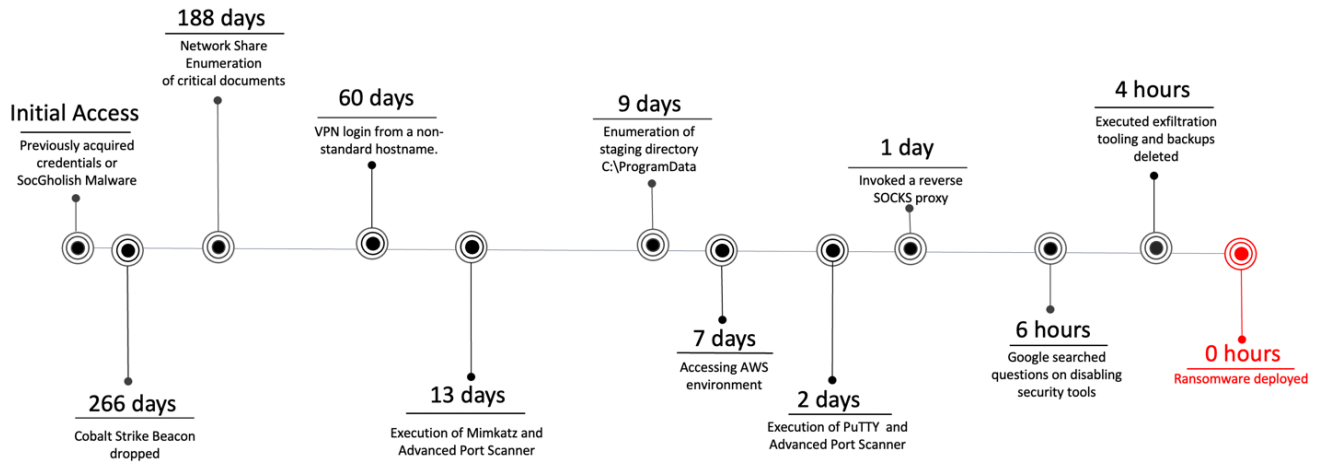 Initial Access
Previously acquired
credentials or
SocGholish Malware
266 days
Cobalt Strike Beacon
dropped
188 days
Network Share
Enumeration
of critical documents
60 days
VPN login from a non-
standard hostname.
13 days
Execution of Mimkatz and
Advanced Port Scanner
9 days
Enumeration of
staging directory
C:\ProgramData
7 days
Accessing AWS
environment
2 days
Execution of PuTTY and
Advanced Port Scanner
1 day
Invoked a reverse
SOCKS proxy
6 hours
Google searched
questions on disabling
security tools
4 hours
Executed exfiltration
tooling and backups
deleted
0 hours
Ransomware deployed